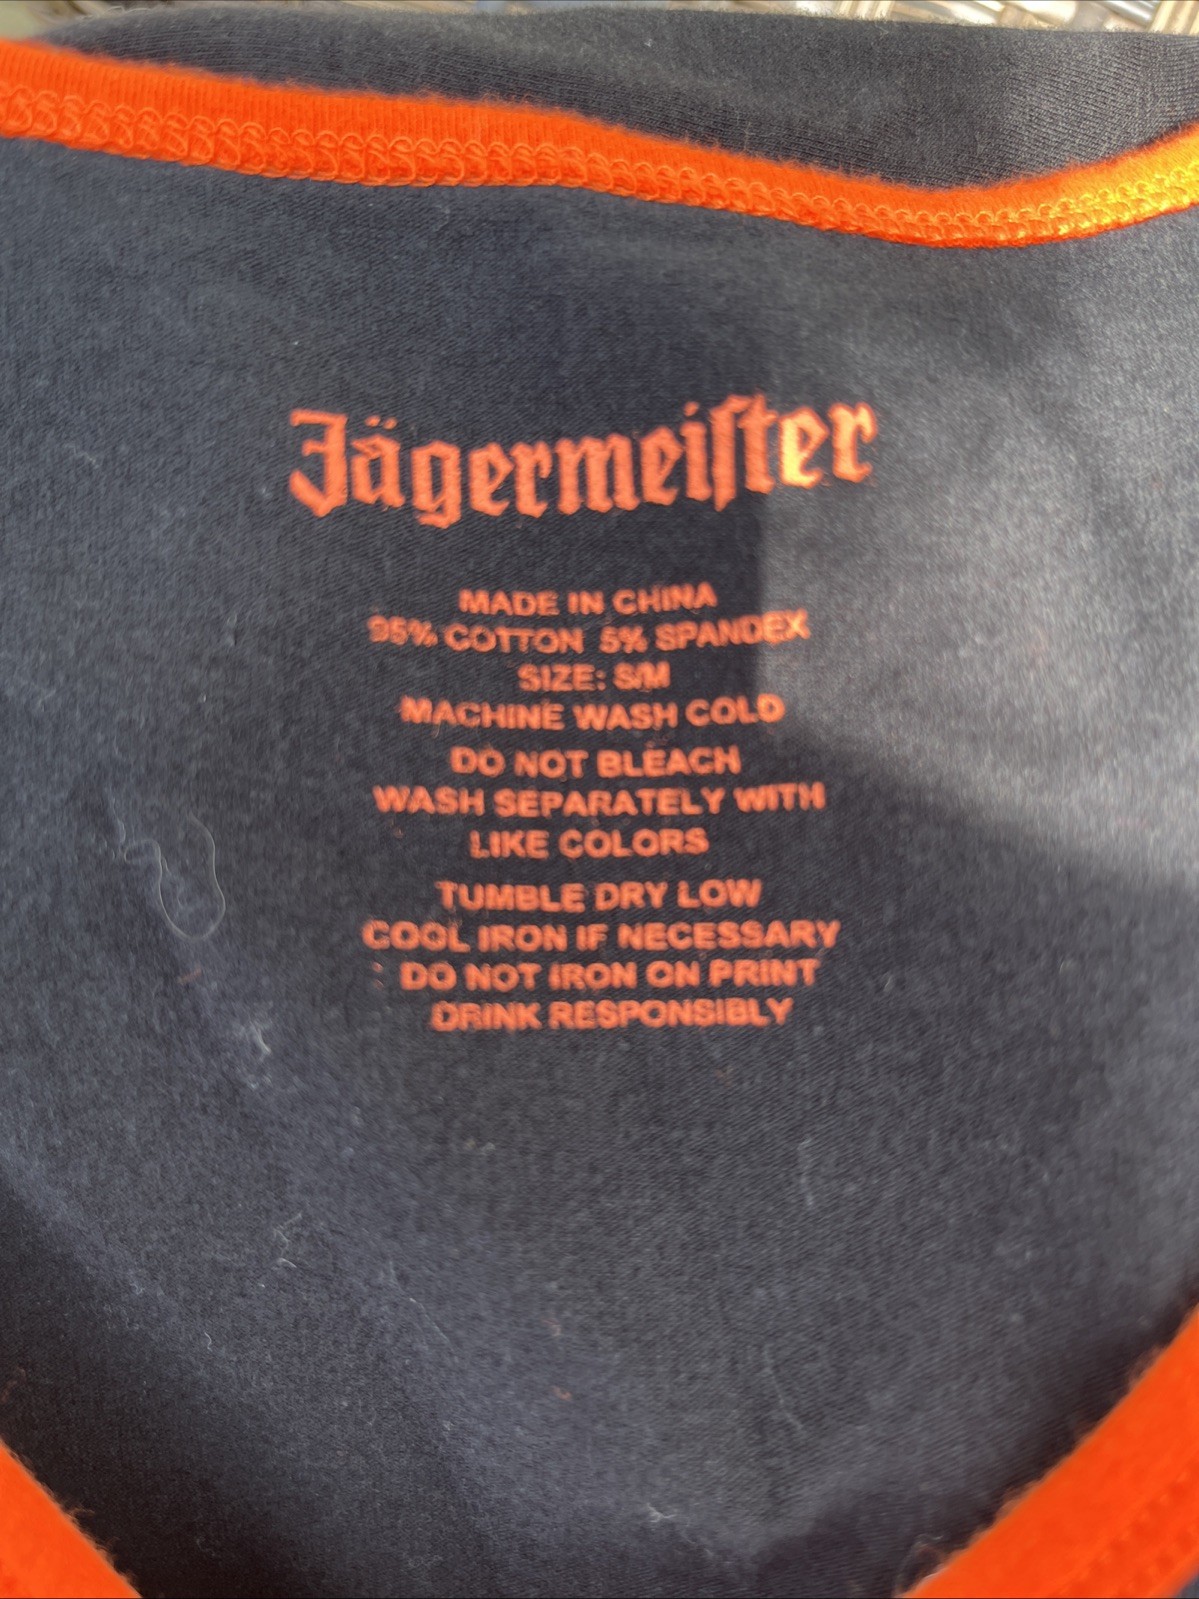 Jägermeiſter
MADE IN CHINA
95% COTTON 5% SPANDEX
SIZE: S/M
MACHINE WASH COLD
DO NOT BLEACH
WASH SEPARATELY WITH
LIKE COLORS
TUMBLE DRY LOW
COOL IRON IF NECESSARY
DO NOT IRON ON PRINT
DRINK RESPONSIBLY